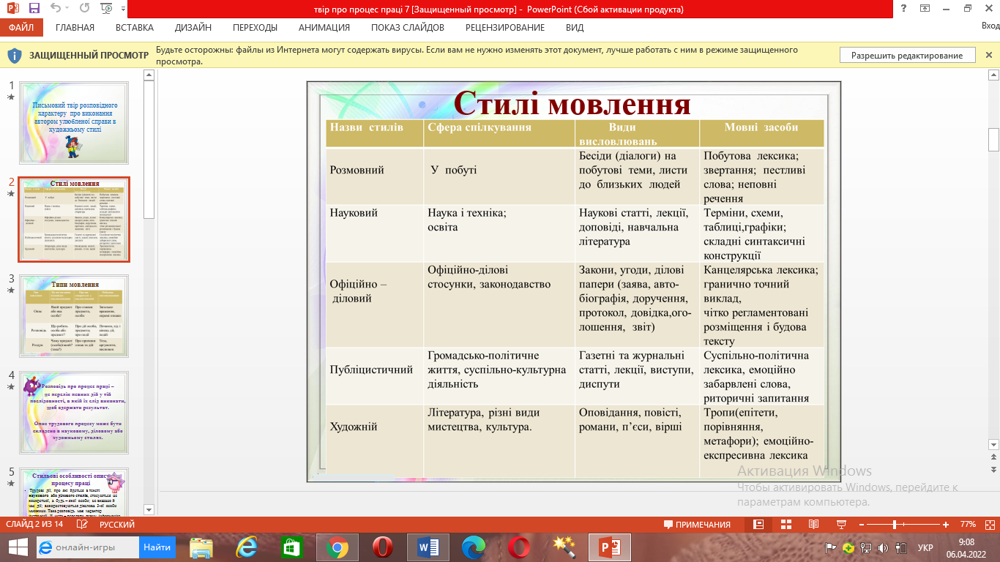 твір про процес праці 7 [Защищенный просмотр] - PowerPoint (Сбой активации продукта)
ФАЙЛ ГЛАВНАЯ ВСТАВКА ДИЗАЙН ПЕРЕХОДЫ АНИМАЦИЯ ПОКАЗ СЛАЙДОВ РЕЦЕНЗИРОВАНИЕ ВИД Вход
ЗАЩИЩЕННЫЙ ПРОСМОТР Будьте осторожны: файлы из Интернета могут содержать вирусы. Если вам не нужно изменять этот документ, лучше работать с ним в режиме защищенного
просмотра.
Разрешить редактирование
1
Письмовий твір розповідного
характеру про виконання
автором улюбленої справи в
художньому стилі
2
Стилі мовлення
3
Типи мовлення
4
Розповідь про процес праці –
це перелік певних дій у тій
послідовності, в якій їх слід виконати,
щоб одержати результат.
Опис трудового процесу може бути
складено в науковому, діловому або
художньому стилях.
5
Стильові особливості опису
процесу праці
Стилі мовлення
Назви стилів Сфера спілкування Види Мовні засоби
висловлювань
Розмовний У побуті Бесіди (діалоги) на Побутова лексика;
побутові теми, листи звертання; пестливі
до близьких людей слова; неповні
речення
Науковий Наука і техніка; Наукові статті, лекції, Терміни, схеми,
освіта доповіді, навчальна таблиці,графіки;
література складні синтаксичні
конструкції
Офіційно – Офіційно-ділові Закони, угоди, ділові Канцелярська лексика;
діловий стосунки, законодавство папери (заява, авто- гранично точний
біографія, доручення, виклад,
протокол, довідка,ого- чітко регламентовані
лошення, звіт) розміщення і будова
тексту
Публіцистичний Громадсько-політичне Газетні та журнальні Суспільно-політична
життя, суспільно-культурна статті, лекції, виступи, лексика, емоційно
діяльність диспути забарвлені слова,
риторичні запитання
Художній Література, різні види Оповідання, повісті, Тропи(епітети,
мистецтва, культура. романи, п’єси, вірші порівняння,
метафори); емоційно-
експресивна лексика
Активация Windows
Чтобы активировать Windows, перейдите к
параметрам компьютера.
СЛАЙД 2 ИЗ 14 РУССКИЙ ПРИМЕЧАНИЯ 77%
онлайн-игры Найти УКР 9:08
06.04.2022